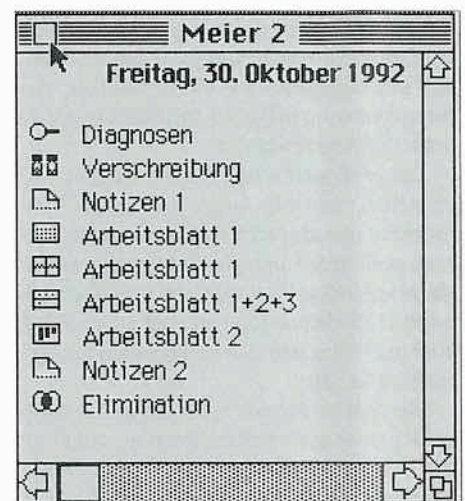 Meier 2
Freitag, 30. Oktober 1992
Diagnosen
Verschreibung
Notizen 1
Arbeitsblatt 1
Arbeitsblatt 1
Arbeitsblatt 1+2+3
Arbeitsblatt 2
Notizen 2
Elimination